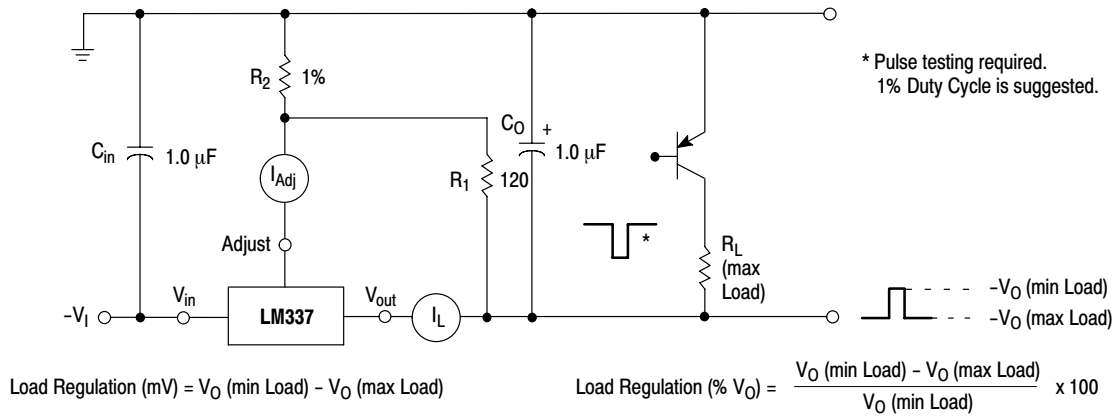 * Pulse testing required.
1% Duty Cycle is suggested.
R2 1%
CO +
1.0 μF
Cin 1.0 μF
IAdj
R1 120
Adjust
*
RL
(max
Load)
–VI
Vin
LM337
Vout
IL
–VO (min Load)
–VO (max Load)
Load Regulation (mV) = VO (min Load) – VO (max Load)
Load Regulation (% VO) = VO (min Load) – VO (max Load)
VO (min Load)
x 100